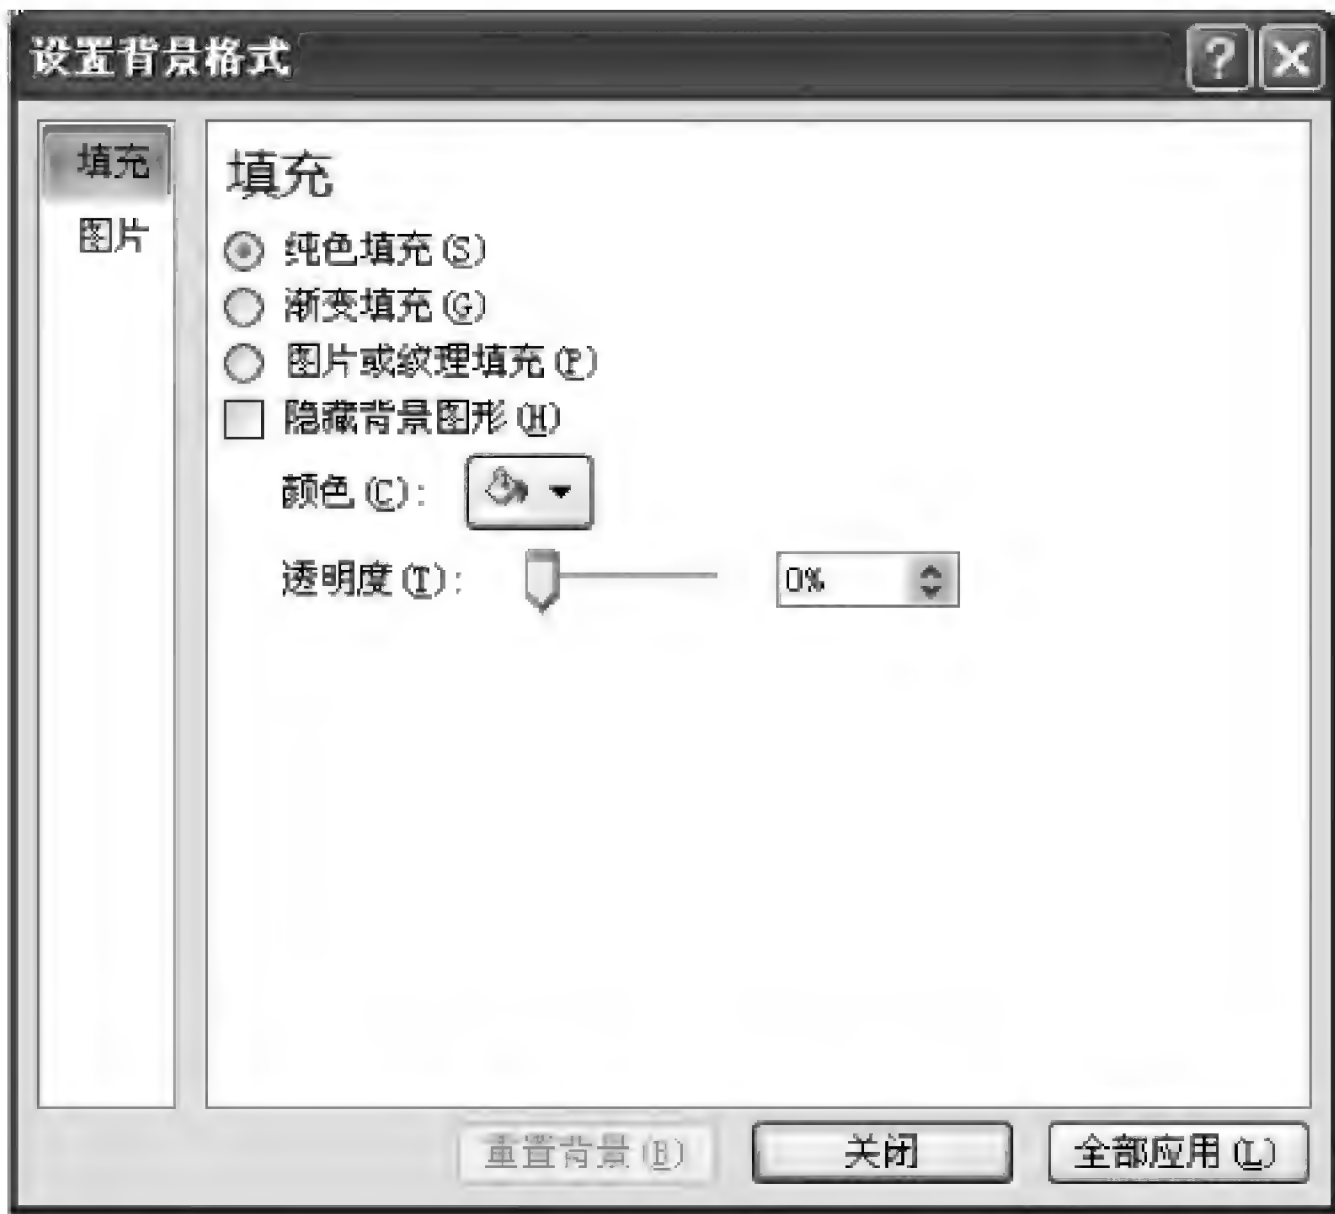 设置背景格式
填充
图片
填充
纯色填充(S)
渐变填充(G)
图片或纹理填充(P)
隐藏背景图形(H)
颜色(C):
透明度(T): 0%
重置背景(B) 关闭 全部应用(L)